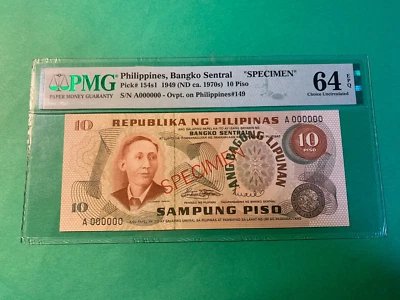 PMG
PAPER MONEY GUARANTY
Philippines, Bangko Sentral "SPECIMEN"
Pick# 154s1 1949 (ND ca. 1970s) 10 Piso
S/N A000000 - Ovpt. on Philippines#149
64 EPQ
Choice Uncirculated
10
REPUBLIKA NG PILIPINAS
BANGKO SENTRAL
A 000000
10
PISO
SPECIMEN
ANG BAGONG LIPUNAN
A 000000
10
SAMPUNG PISO